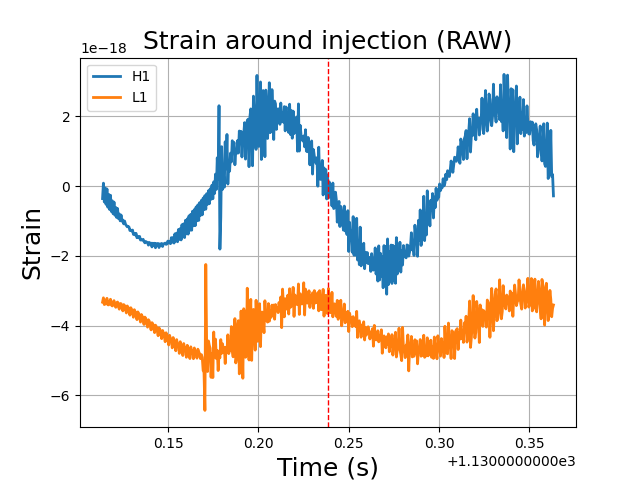 Strain around injection (RAW)
1e−18
H1
L1
2
0
−2
−4
−6
Strain
0.15 0.20 0.25 0.30 0.35
+1.1300000000e3
Time (s)